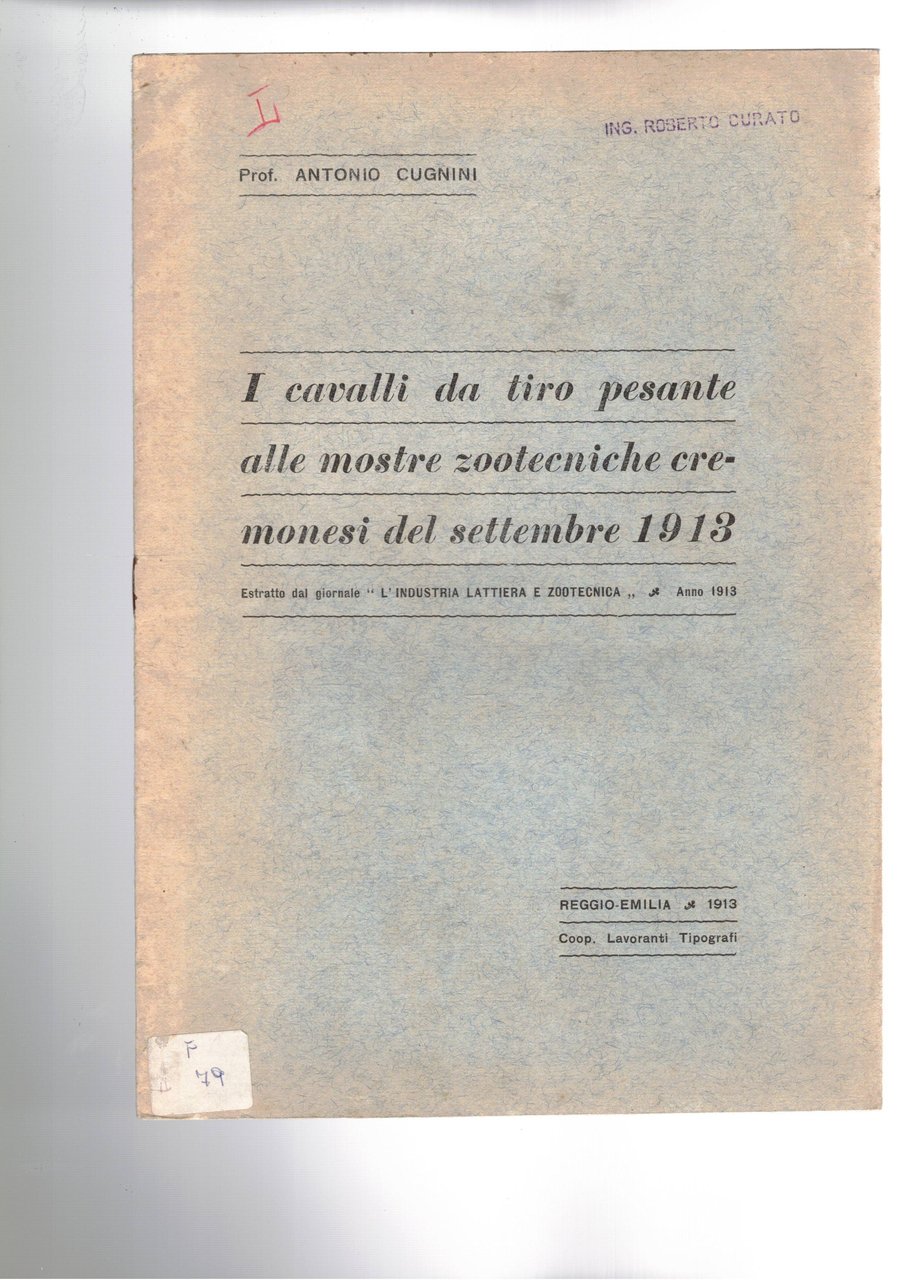 I
ING. ROBERTO CURATO
Prof. ANTONIO CUGNINI
I cavalli da tiro pesante
alle mostre zootecniche cre-
monesi del settembre 1913
Estratto dal giornale “ L'INDUSTRIA LATTIERA E ZOOTECNICA „ Anno 1913
REGGIO-EMILIA 1913
Coop. Lavoranti Tipografi
79